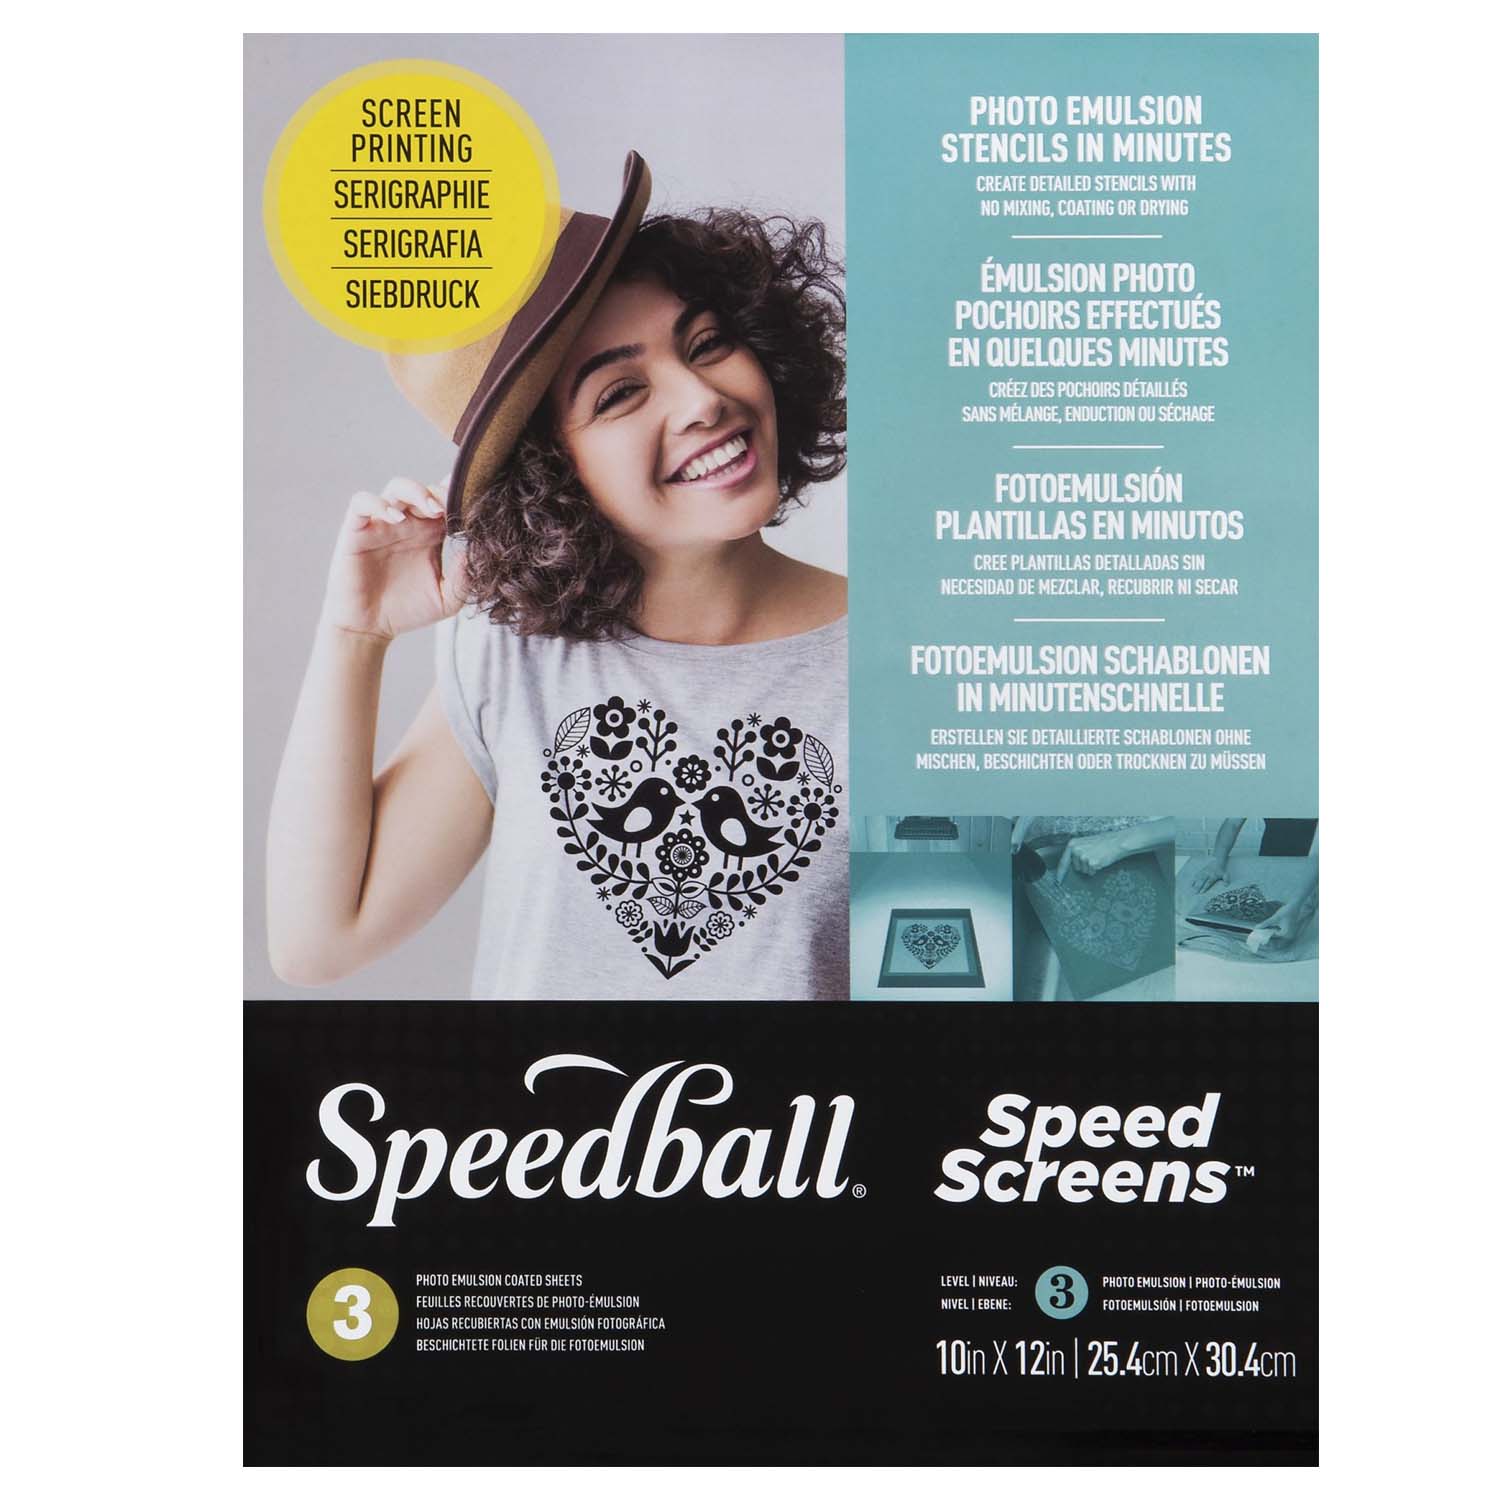 SCREEN
PRINTING
SERIGRAPHIE
SERIGRAFIA
SIEBDRUCK
PHOTO EMULSION
STENCILS IN MINUTES
CREATE DETAILED STENCILS WITH
NO MIXING, COATING OR DRYING
ÉMULSION PHOTO
POCHOIRS EFFECTUÉS
EN QUELQUES MINUTES
CRÉEZ DES POCHOIRS DÉTAILLÉS
SANS MÉLANGE, ENDUCTION OU SÉCHAGE
FOTOEMULSIÓN
PLANTILLAS EN MINUTOS
CREE PLANTILLAS DETALLADAS SIN
NECESIDAD DE MEZCLAR, RECUBRIR NI SECAR
FOTOEMULSION SCHABLONEN
IN MINUTENSCHNELLE
ERSTELLEN SIE DETAILLIERTE SCHABLONEN OHNE
MISCHEN, BESCHICHTEN ODER TROCKNEN ZU MÜSSEN
Speedball®
Speed
Screens™
3
PHOTO EMULSION COATED SHEETS
FEUILLES RECOUVERTES DE PHOTO-ÉMULSION
HOJAS RECUBIERTAS CON EMULSIÓN FOTOGRÁFICA
BESCHICHTETE FOLIEN FÜR DIE FOTOEMULSION
LEVEL | NIVEAU:
NIVEL | EBENE:
3
PHOTO EMULSION | PHOTO-ÉMULSION
FOTOEMULSIÓN | FOTOEMULSION
10in X 12in | 25.4cm X 30.4cm